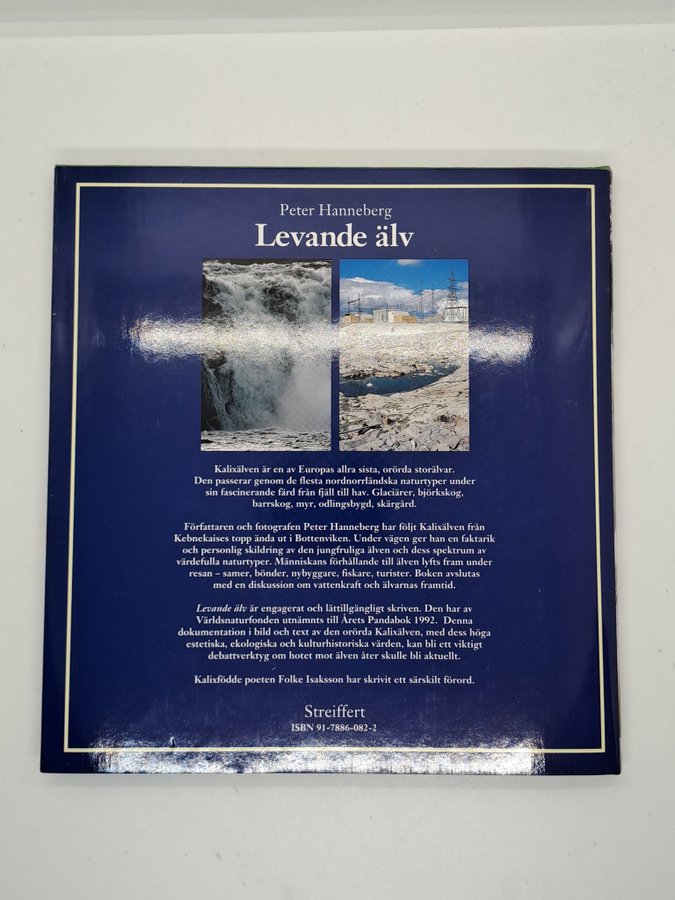 Peter Hanneberg
Levande älv
Kalixälven är en av Europas allra sista, orörda storälvar.
Den passerar genom de flesta nordnorrländska naturtyper under
sin fascinerande färd från fjäll till hav. Glaciärer, björkskog,
barrskog, myr, odlingsbygd, skärgård.
Författaren och fotografen Peter Hanneberg har följt Kalixälven från
Kebnekaises topp ända ut i Bottenviken. Under vägen ger han en faktarik
och personlig skildring av den jungfruliga älven och dess spektrum av
värdefulla naturtyper. Människans förhållande till älven lyfts fram under
resan – samer, bönder, nybyggare, fiskare, turister. Boken avslutas
med en diskussion om vattenkraft och älvarnas framtid.
Levande älv är engagerat och lättillgängligt skriven. Den har av
Världsnaturfonden utnämnts till Årets Pandabok 1992. Denna
dokumentation i bild och text av den orörda Kalixälven, med dess höga
estetiska, ekologiska och kulturhistoriska värden, kan bli ett viktigt
debattverktyg om hotet mot älven åter skulle bli aktuellt.
Kalixfödde poeten Folke Isaksson har skrivit ett särskilt förord.
Streiffert
ISBN 91-7886-082-2